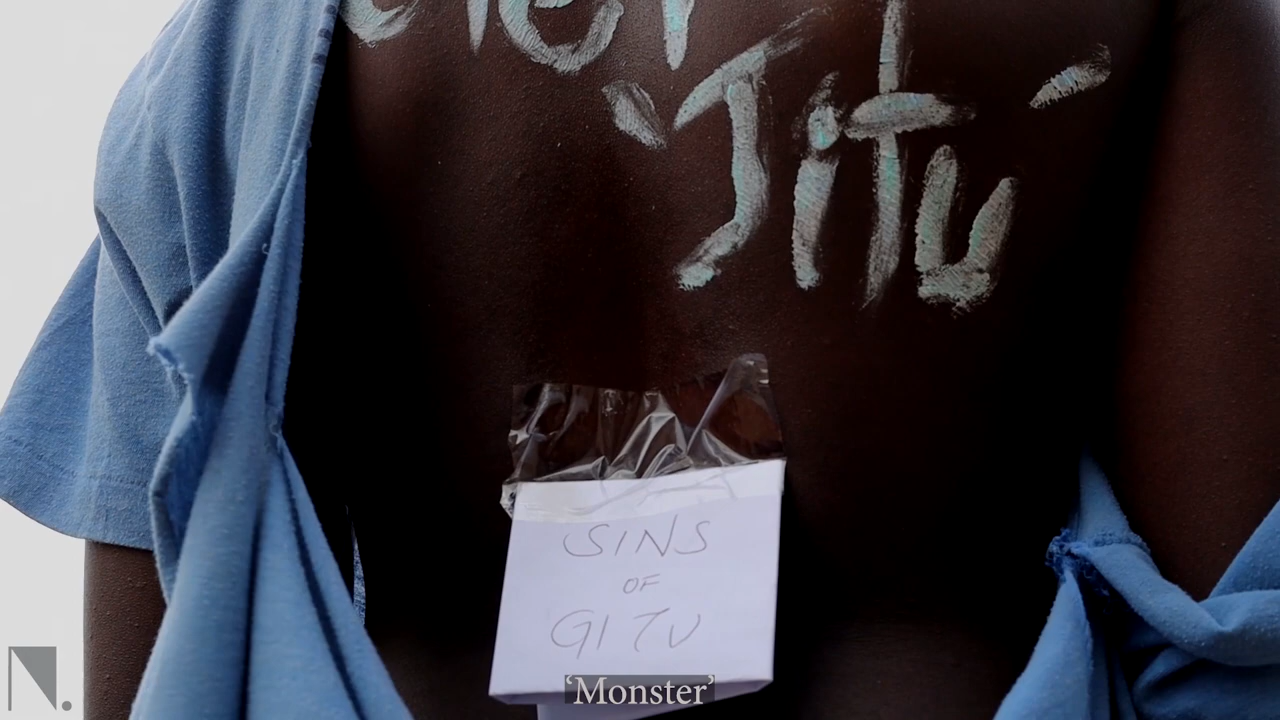 'Jitu'
SINS
OF
GITU
‘Monster’
N.